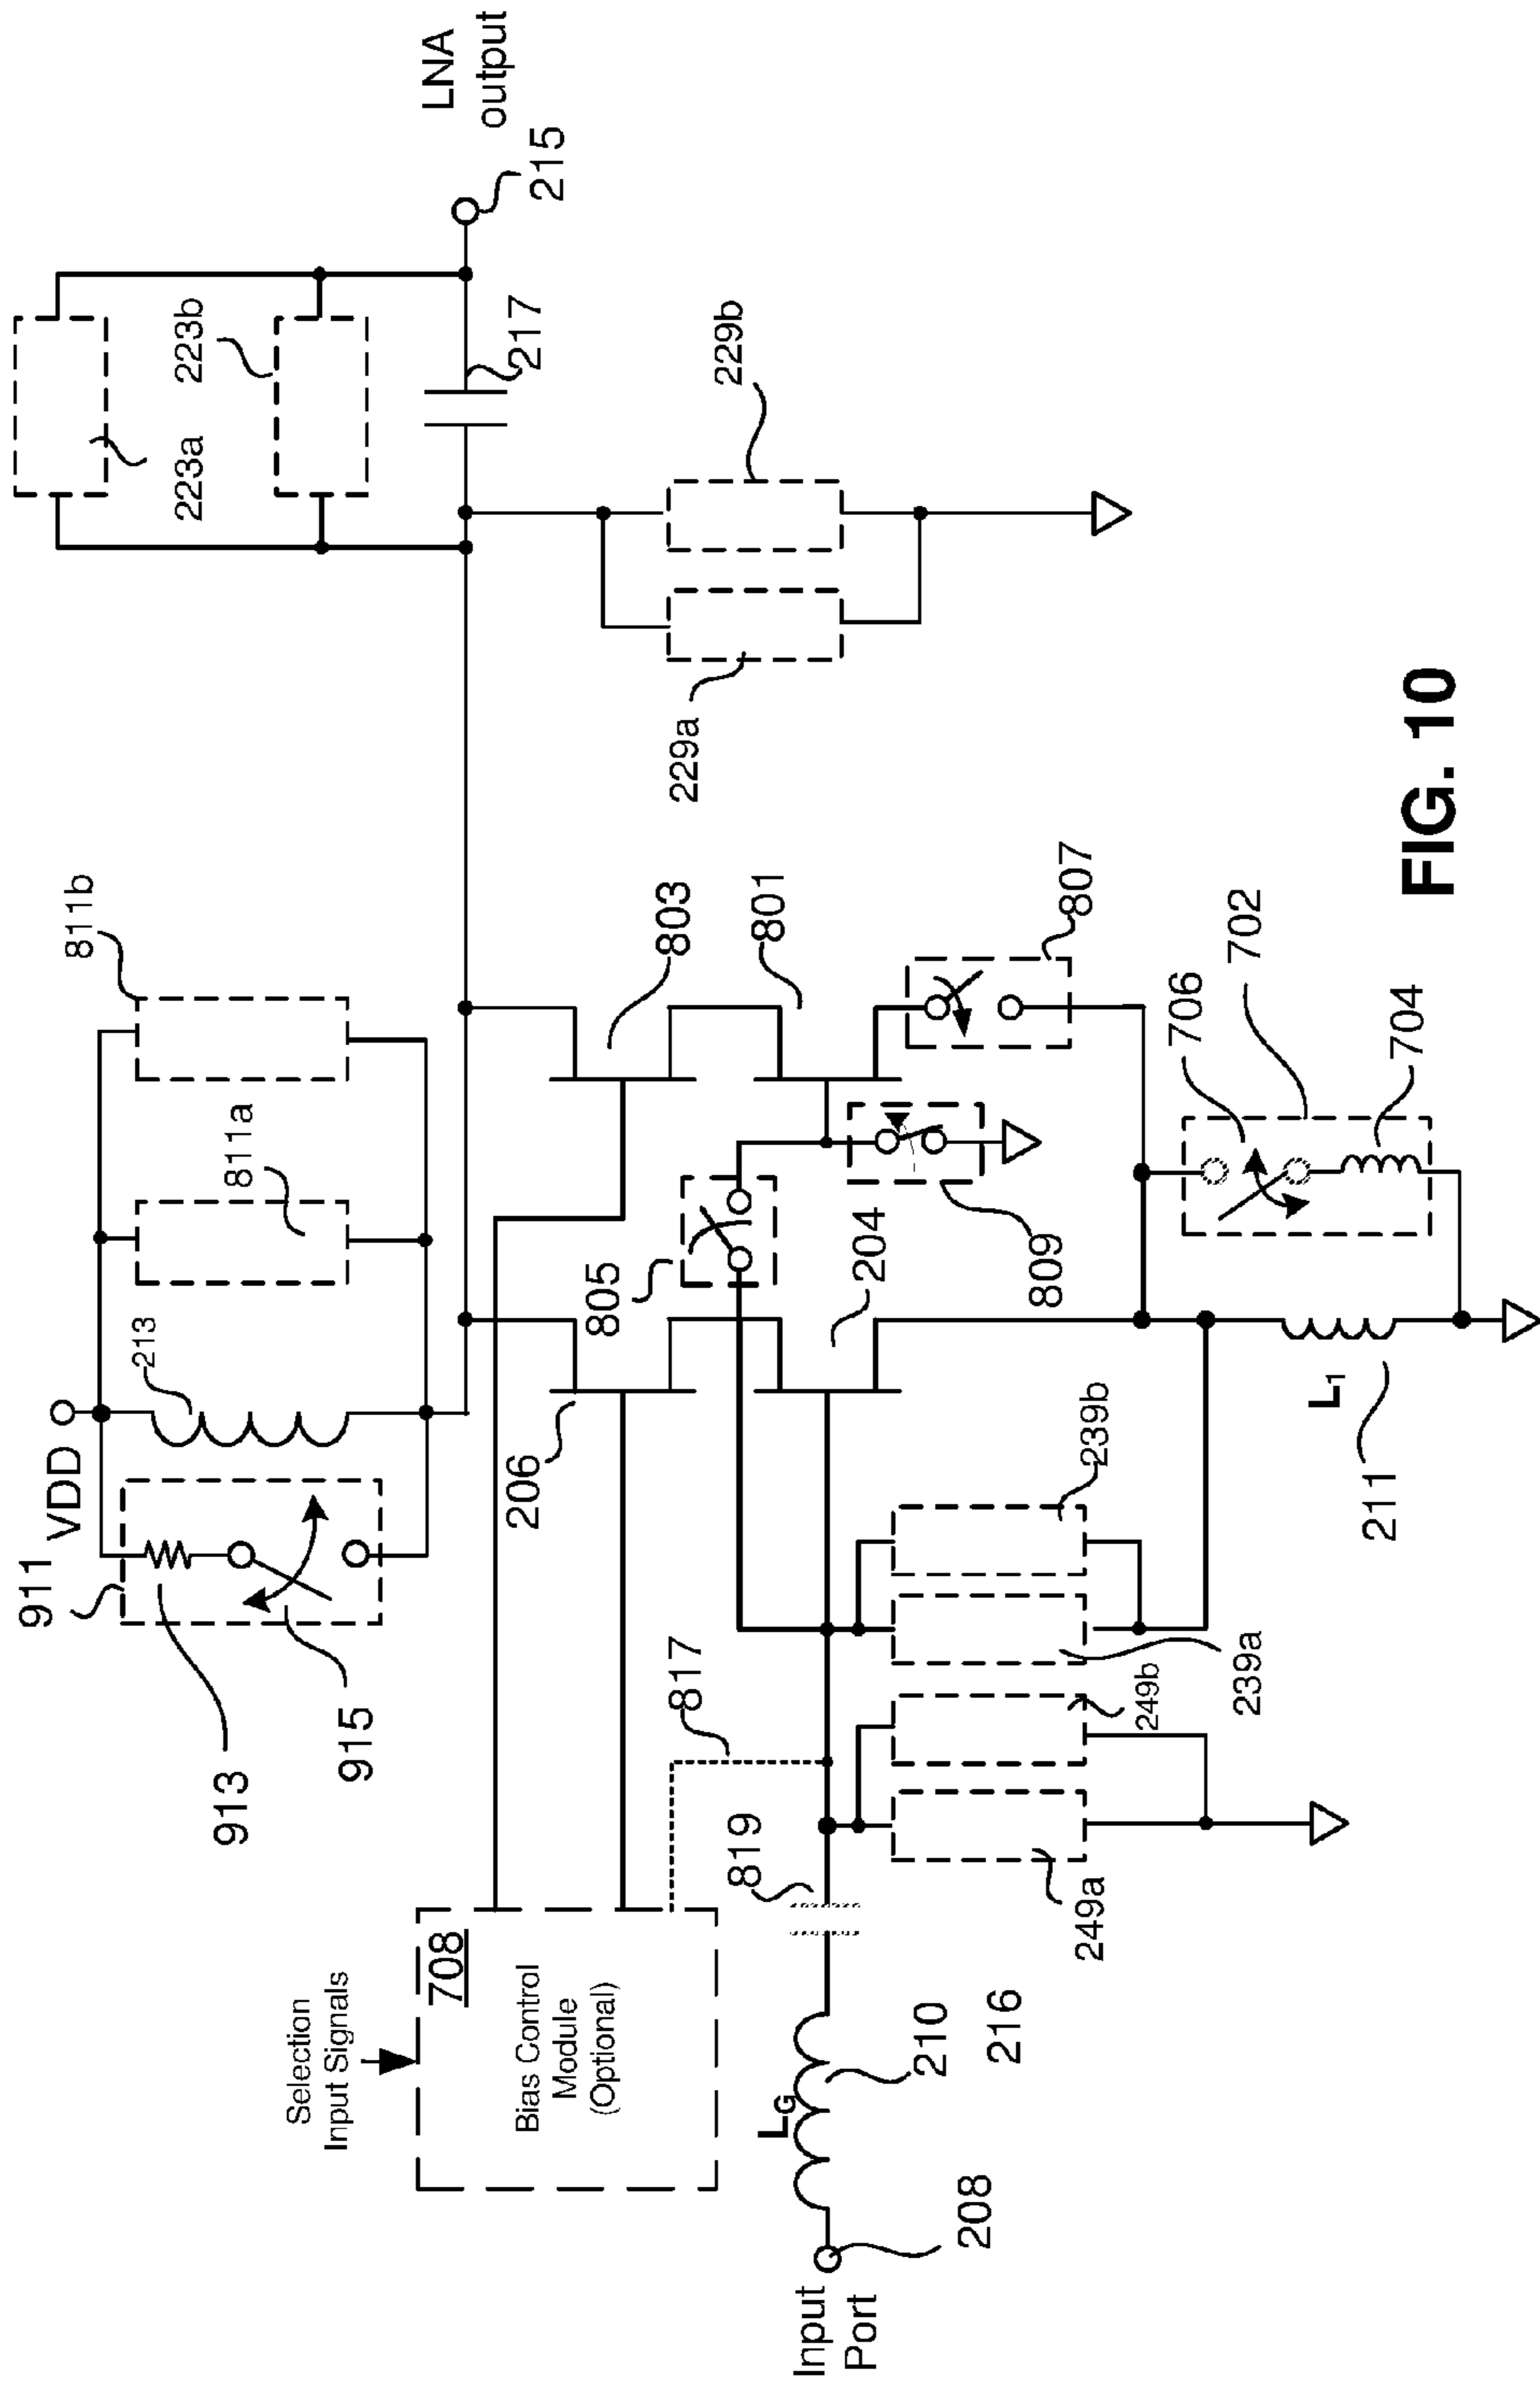 VDD
911
913
915
213
811a
811b
LNA
output
215
223a
223b
217
229a
229b
Selection
Input Signals
708
Bias Control
Module
(Optional)
206
803
805
801
204
809
807
817
819
Input
Port
208
LG
210
216
249a
249b
239a
239b
L1
211
706
702
704
FIG. 10